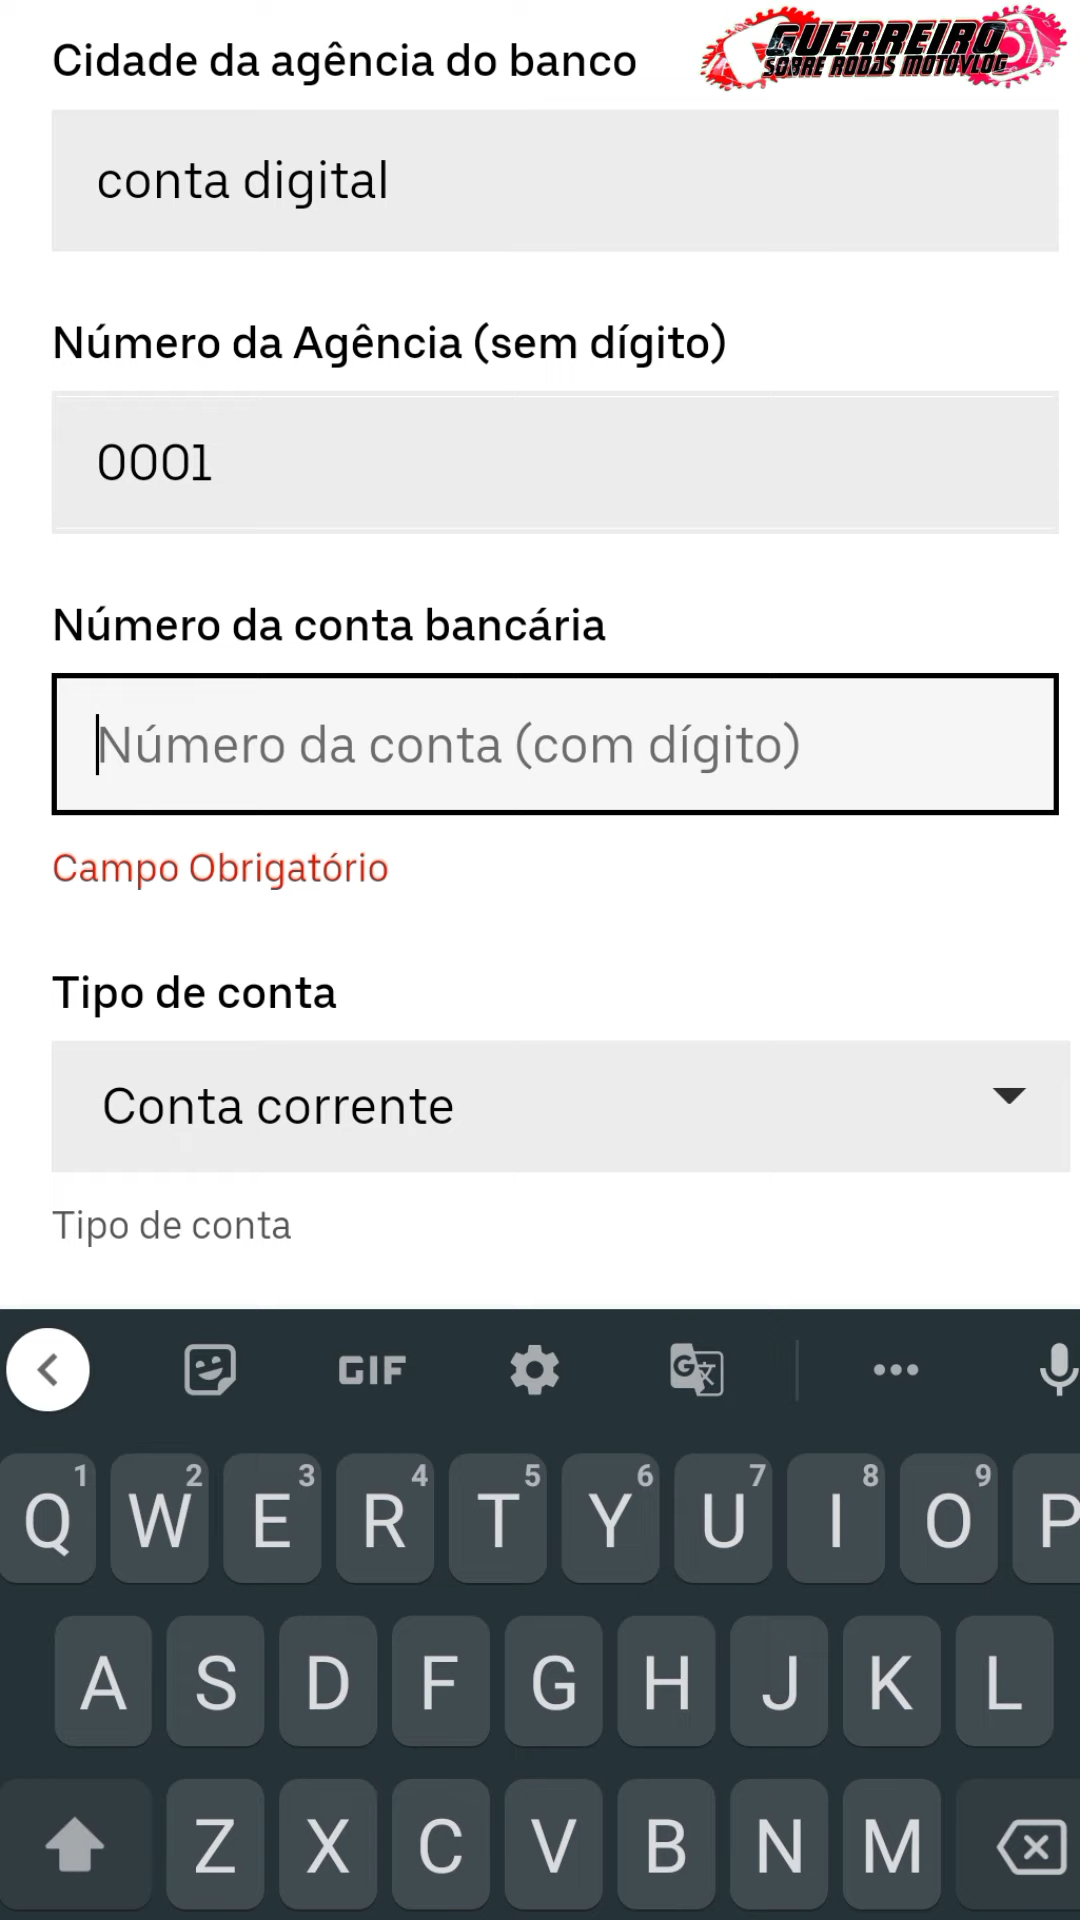 Cidade da agência do banco
GUERREIRO
SOBRE RODAS MOTOVLOG
conta digital
Número da Agência (sem dígito)
0001
Número da conta bancária
Número da conta (com dígito)
Campo Obrigatório
Tipo de conta
Conta corrente
Tipo de conta
GIF
G
1 2 3 4 5 6 7 8 9
Q W E R T Y U I O P
A S D F G H J K L
Z X C V B N M